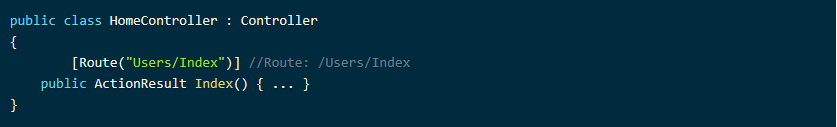 public class HomeController : Controller
{
        [Route("Users/Index")] //Route: /Users/Index
    public ActionResult Index() { ... }
}